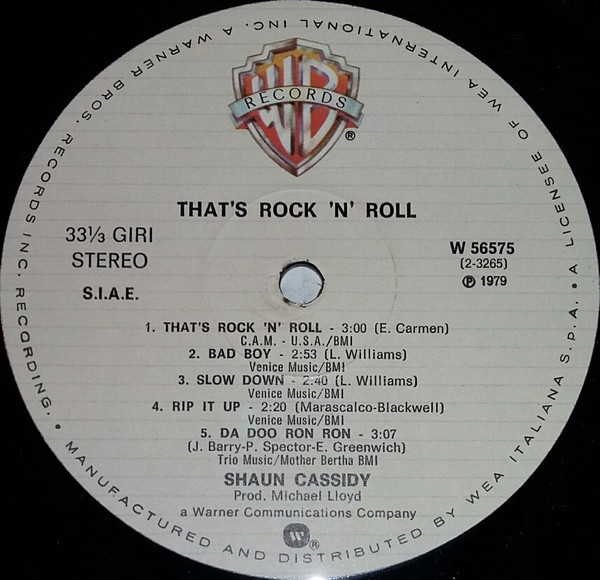 A WARNER BROS. RECORDS INC. RECORDING. • MANUFACTURED AND DISTRIBUTED BY WEA ITALIANA S.P.A. • A LICENSEE OF WEA INTERNATIONAL INC.
WB
RECORDS
®
THAT'S ROCK 'N' ROLL
33⅓ GIRI
STEREO
S.I.A.E.
W 56575
(2-3265)
℗ 1979
1. THAT'S ROCK 'N' ROLL - 3:00 (E. Carmen)
C.A.M. - U.S.A./BMI
2. BAD BOY - 2:53 (L. Williams)
Venice Music/BMI
3. SLOW DOWN - 2:40 (L. Williams)
Venice Music/BMI
4. RIP IT UP - 2:20 (Marascalco-Blackwell)
Venice Music/BMI
5. DA DOO RON RON - 3:07
(J. Barry-P. Spector-E. Greenwich)
Trio Music/Mother Bertha BMI
SHAUN CASSIDY
Prod. Michael Lloyd
a Warner Communications Company
®